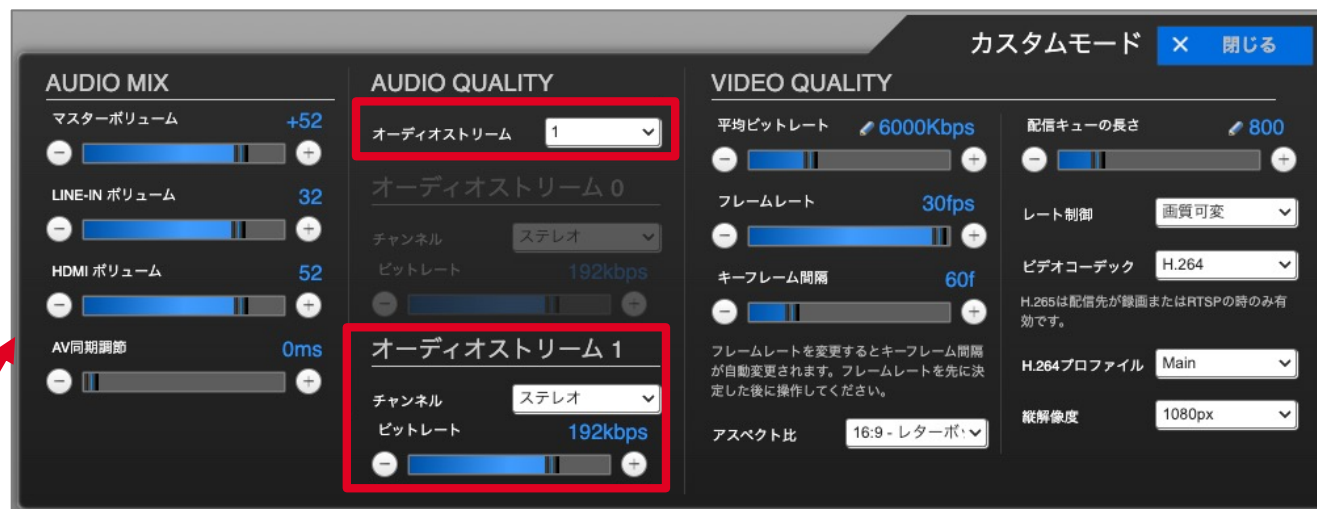 カスタムモード
× 閉じる
AUDIO MIX
マスターボリューム
+52
LINE-IN ボリューム
32
HDMI ボリューム
52
AV同期調節
0ms
AUDIO QUALITY
オーディオストリーム
1
オーディオストリーム 0
チャンネル
ステレオ
ビットレート
192kbps
オーディオストリーム 1
チャンネル
ステレオ
ビットレート
192kbps
VIDEO QUALITY
平均ビットレート
6000Kbps
フレームレート
30fps
キーフレーム間隔
60f
フレームレートを変更するとキーフレーム間隔
が自動変更されます。フレームレートを先に決
定した後に操作してください。
アスペクト比
16:9 - レターボ
配信キューの長さ
800
レート制御
画質可変
ビデオコーデック
H.264
H.265は配信先が録画またはRTSPの時のみ有
効です。
H.264プロファイル
Main
縦解像度
1080px